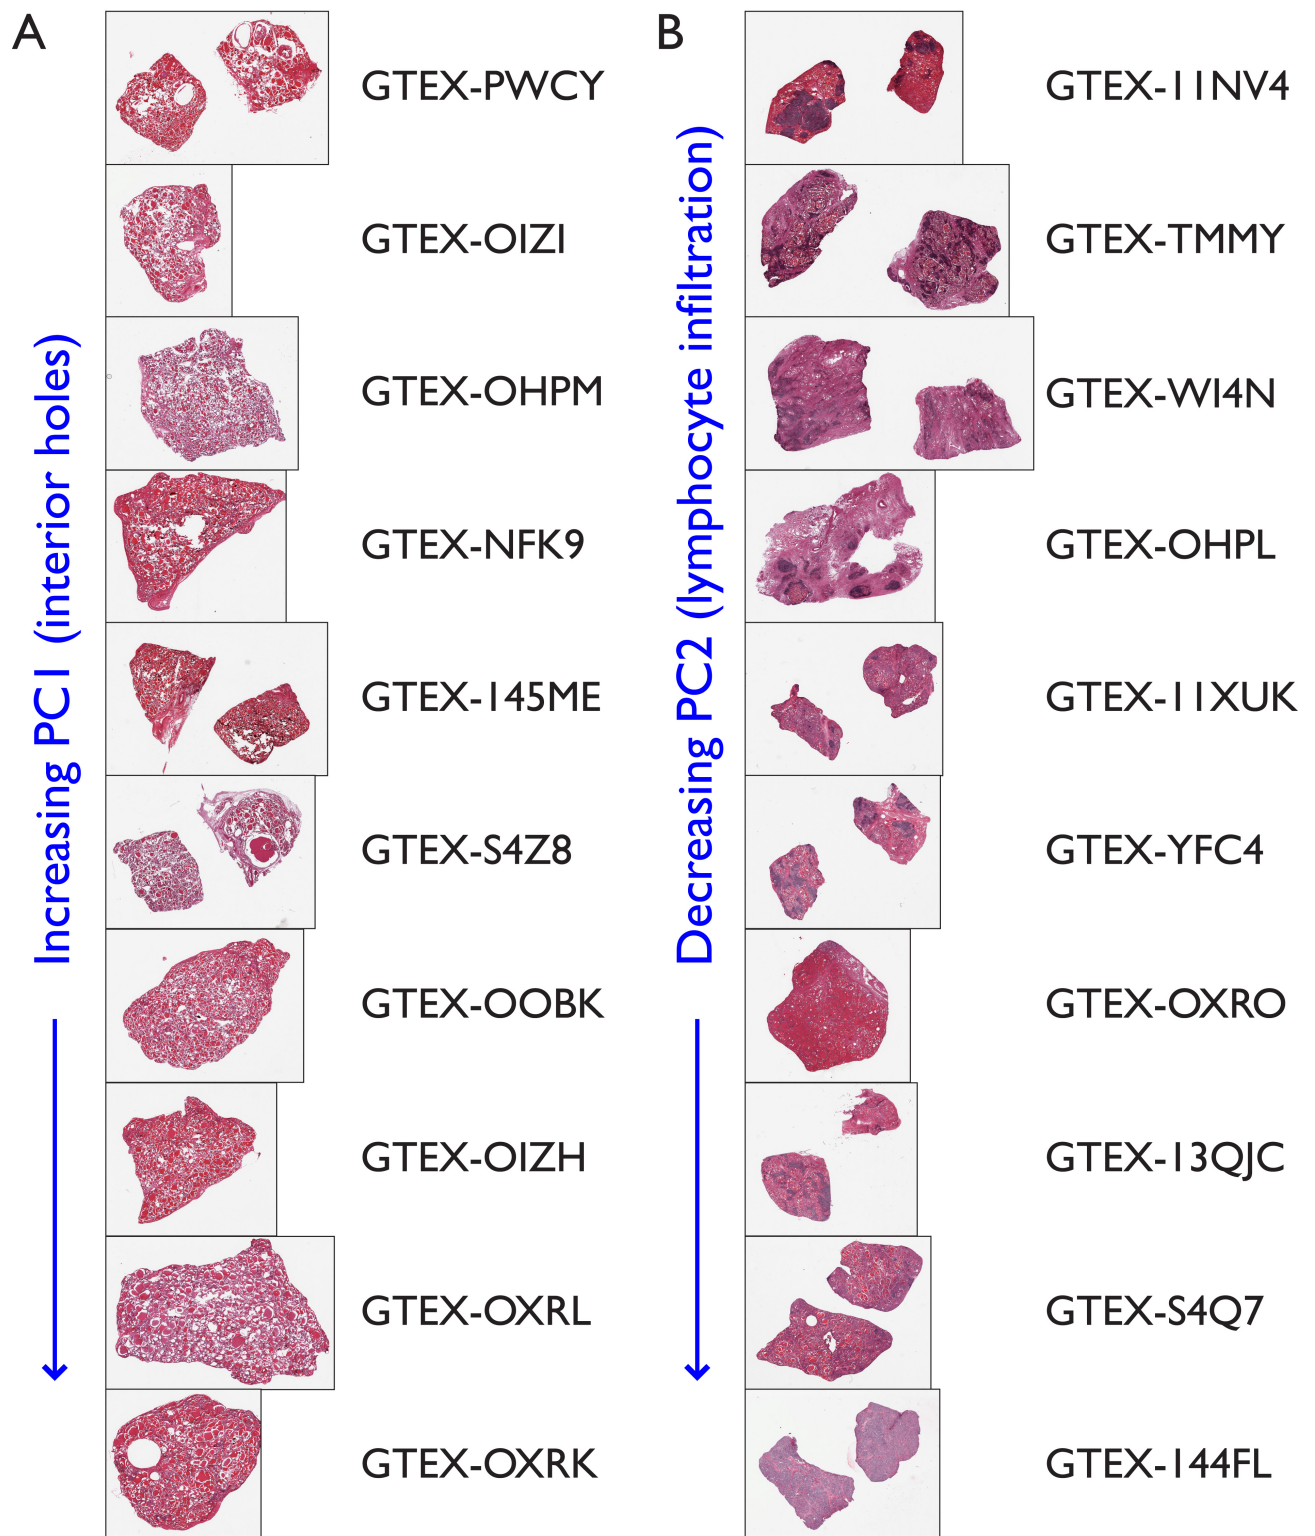 A
Increasing PC1 (interior holes)
GTEX-PWCY
GTEX-OIZI
GTEX-OHPM
GTEX-NFK9
GTEX-145ME
GTEX-S4Z8
GTEX-OOBK
GTEX-OIZH
GTEX-OXRL
GTEX-OXRK
B
Decreasing PC2 (lymphocyte infiltration)
GTEX-11NV4
GTEX-TMMY
GTEX-WI4N
GTEX-OHPL
GTEX-11XUK
GTEX-YFC4
GTEX-OXRO
GTEX-13QJC
GTEX-S4Q7
GTEX-144FL